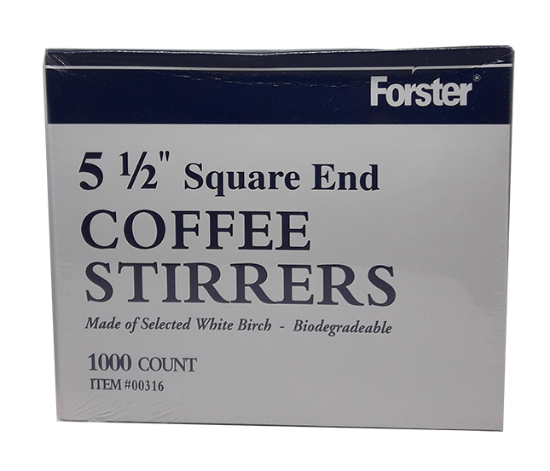 Forster®
5 ½" Square End
COFFEE
STIRRERS
Made of Selected White Birch - Biodegradeable
1000 COUNT
ITEM #00316